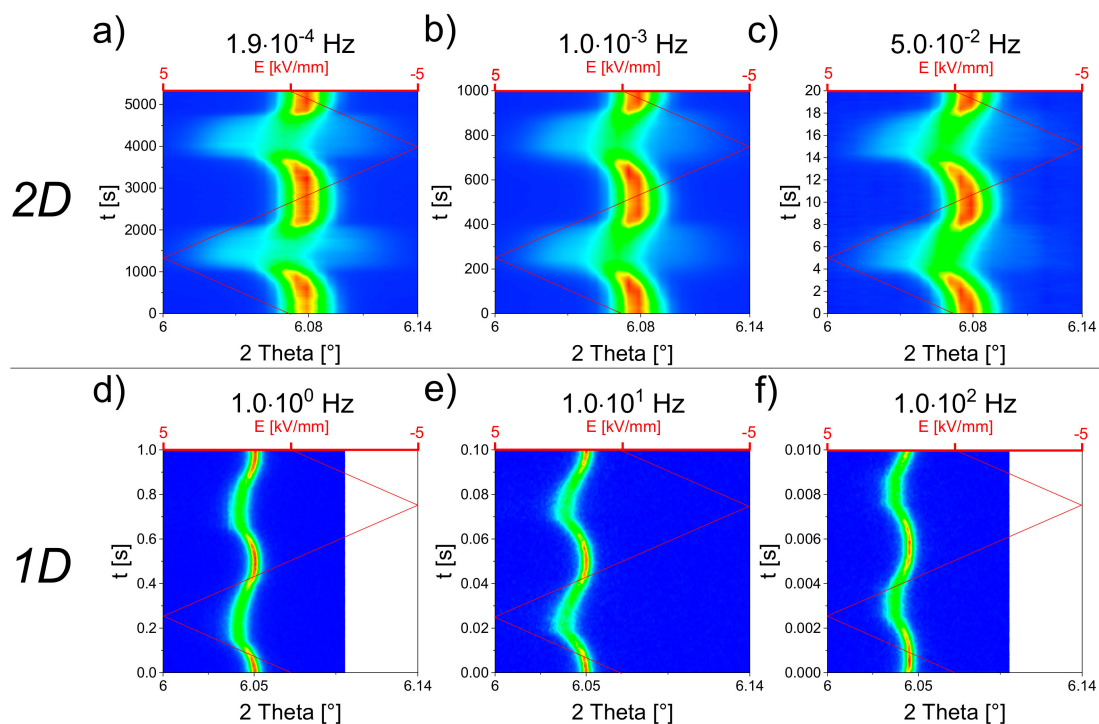 a) b) c)
1.9·10⁻⁴ Hz 1.0·10⁻³ Hz 5.0·10⁻² Hz
E [kV/mm] E [kV/mm] E [kV/mm]
5 -5 5 -5 5 -5
2D
t [s]
5000
4000
3000
2000
1000
0
6 6.08 6.14
2 Theta [°]
t [s]
1000
800
600
400
200
0
6 6.08 6.14
2 Theta [°]
t [s]
20
18
16
14
12
10
8
6
4
2
0
6 6.08 6.14
2 Theta [°]
d) e) f)
1.0·10⁰ Hz 1.0·10¹ Hz 1.0·10² Hz
E [kV/mm] E [kV/mm] E [kV/mm]
5 -5 5 -5 5 -5
1D
t [s]
1.0
0.8
0.6
0.4
0.2
0.0
6 6.05 6.14
2 Theta [°]
t [s]
0.10
0.08
0.06
0.04
0.02
0.00
6 6.05 6.14
2 Theta [°]
t [s]
0.010
0.008
0.006
0.004
0.002
0.000
6 6.05 6.14
2 Theta [°]